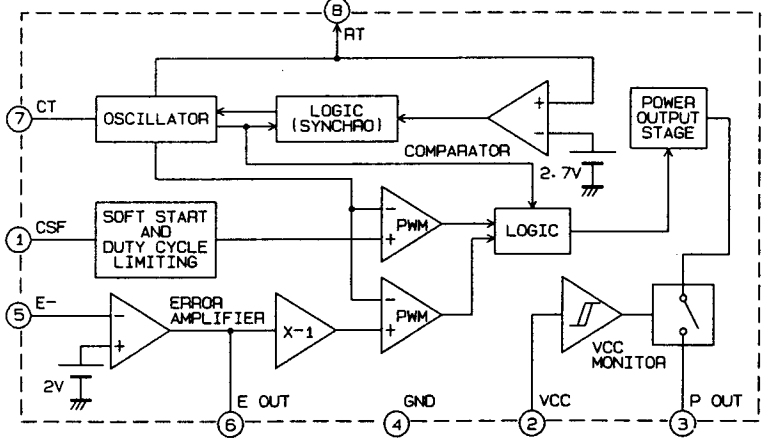 8
RT
7
CT
OSCILLATOR
LOGIC
(SYNCHRO)
+
-
POWER
OUTPUT
STAGE
COMPARATOR
2.7V
1
CSF
SOFT START
AND
DUTY CYCLE
LIMITING
-
PWM
+
LOGIC
5
E-
-
+
ERROR
AMPLIFIER
X-1
-
PWM
+
VCC
MONITOR
2V
E OUT
GND
VCC
P OUT
6
4
2
3